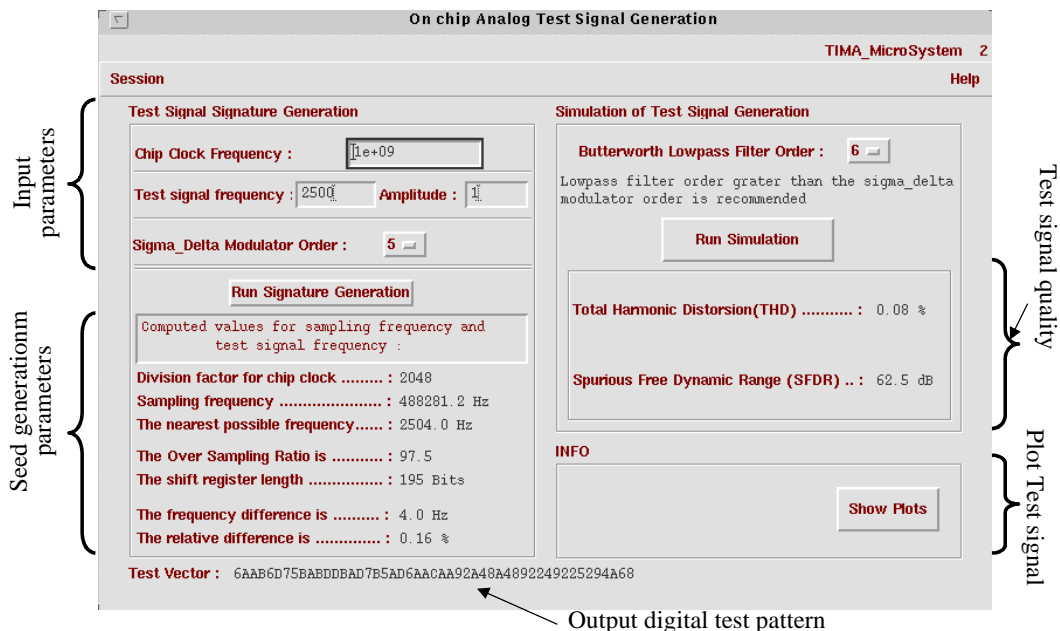 On chip Analog Test Signal Generation
TIMA_MicroSystem 2
Session Help
Input
parameters
Test Signal Signature Generation
Chip Clock Frequency : 1e+09
Test signal frequency : 2500 Amplitude : 1
Sigma_Delta Modulator Order : 5
Run Signature Generation
Seed generationm
parameters
Computed values for sampling frequency and
test signal frequency :
Division factor for chip clock ......... : 2048
Sampling frequency ...................... : 488281.2 Hz
The nearest possible frequency...... : 2504.0 Hz
The Over Sampling Ratio is .......... : 97.5
The shift register length ................ : 195 Bits
The frequency difference is .......... : 4.0 Hz
The relative difference is .............. : 0.16 %
Test Vector : 6AAB6D75BABDDBAD7B5AD6AACAA92A48A4892249225294A68
Output digital test pattern
Simulation of Test Signal Generation
Butterworth Lowpass Filter Order : 6
Lowpass filter order grater than the sigma_delta
modulator order is recommended
Run Simulation
Total Harmonic Distorsion(THD) ........... : 0.08 %
Spurious Free Dynamic Range (SFDR) .. : 62.5 dB
Test
signal quality
INFO
Show Plots
Plot Test signal